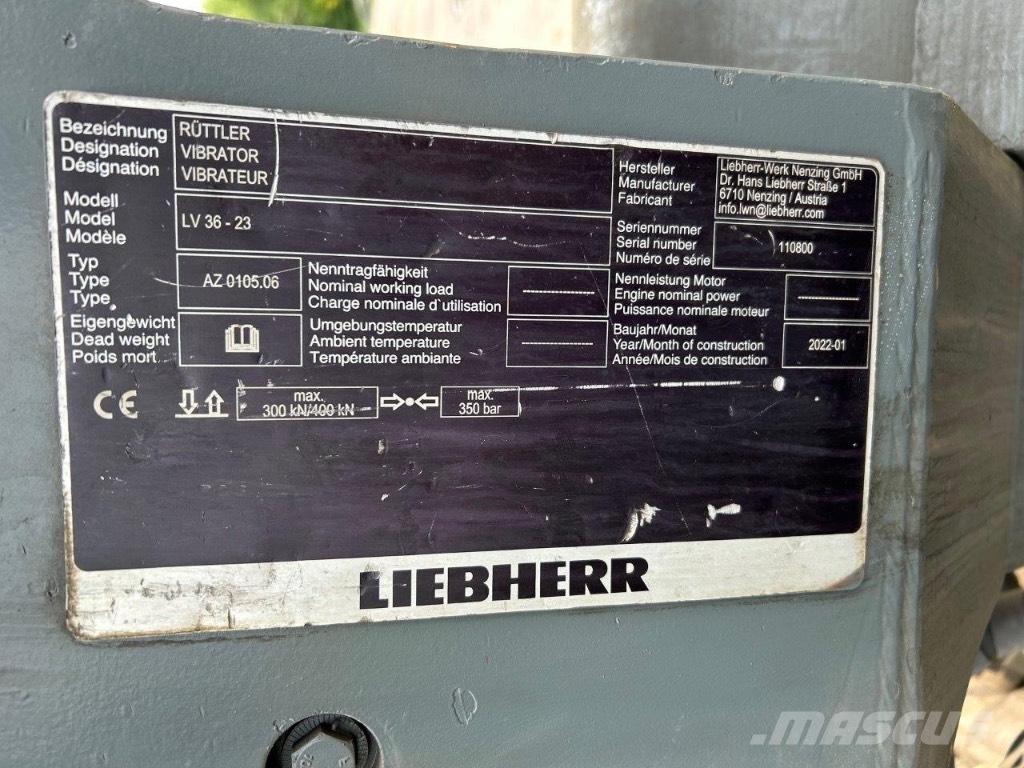 Bezeichnung
Designation
Désignation
RÜTTLER
VIBRATOR
VIBRATEUR
Hersteller
Manufacturer
Fabricant
Liebherr-Werk Nenzing GmbH
Dr. Hans Liebherr Straße 1
6710 Nenzing / Austria
info.lwn@liebherr.com
Modell
Model
Modèle
LV 36 - 23
Seriennummer
Serial number
Numéro de série
110800
Typ
Type
Type
AZ 0105.06
Nenntragfähigkeit
Nominal working load
Charge nominale d`utilisation
------------
Nennleistung Motor
Engine nominal power
Puissance nominale moteur
------------
Eigengewicht
Dead weight
Poids mort
Umgebungstemperatur
Ambient temperature
Température ambiante
------------
Baujahr/Monat
Year/Month of construction
Année/Mois de construction
2022-01
CE
max.
300 kN/400 kN
max.
350 bar
LIEBHERR
MASCUS